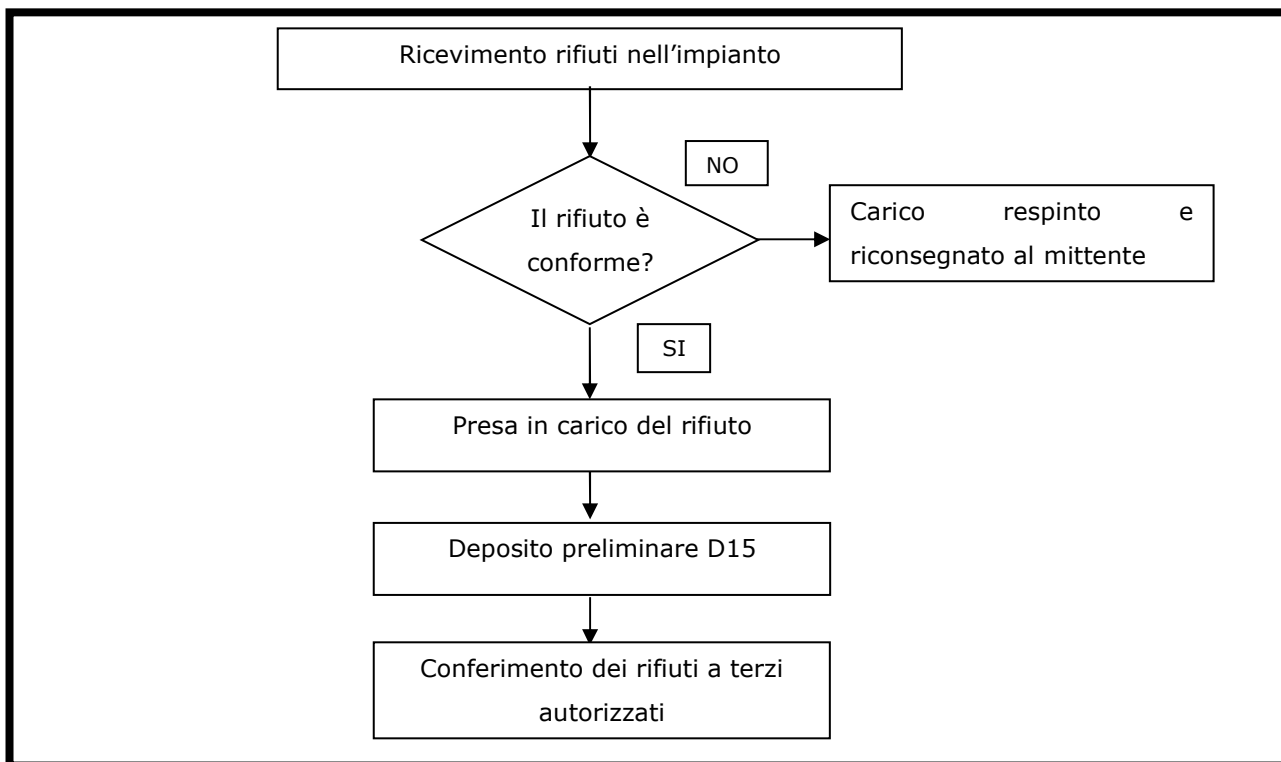 Ricevimento rifiuti nell’impianto
NO
Il rifiuto è
conforme?
Carico respinto e
riconsegnato al mittente
SI
Presa in carico del rifiuto
Deposito preliminare D15
Conferimento dei rifiuti a terzi
autorizzati